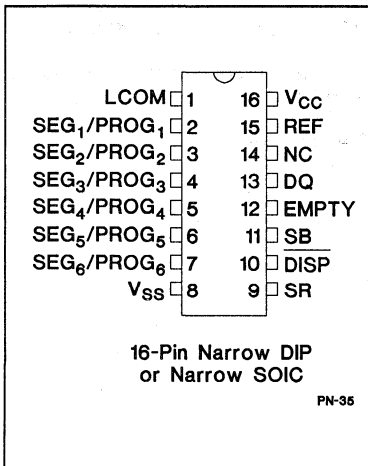 LCOM 1 16 VCC
SEG1/PROG1 2 15 REF
SEG2/PROG2 3 14 NC
SEG3/PROG3 4 13 DQ
SEG4/PROG4 5 12 EMPTY
SEG5/PROG5 6 11 SB
SEG6/PROG6 7 10 DISP
VSS 8 9 SR
16-Pin Narrow DIP
or Narrow SOIC
PN-35